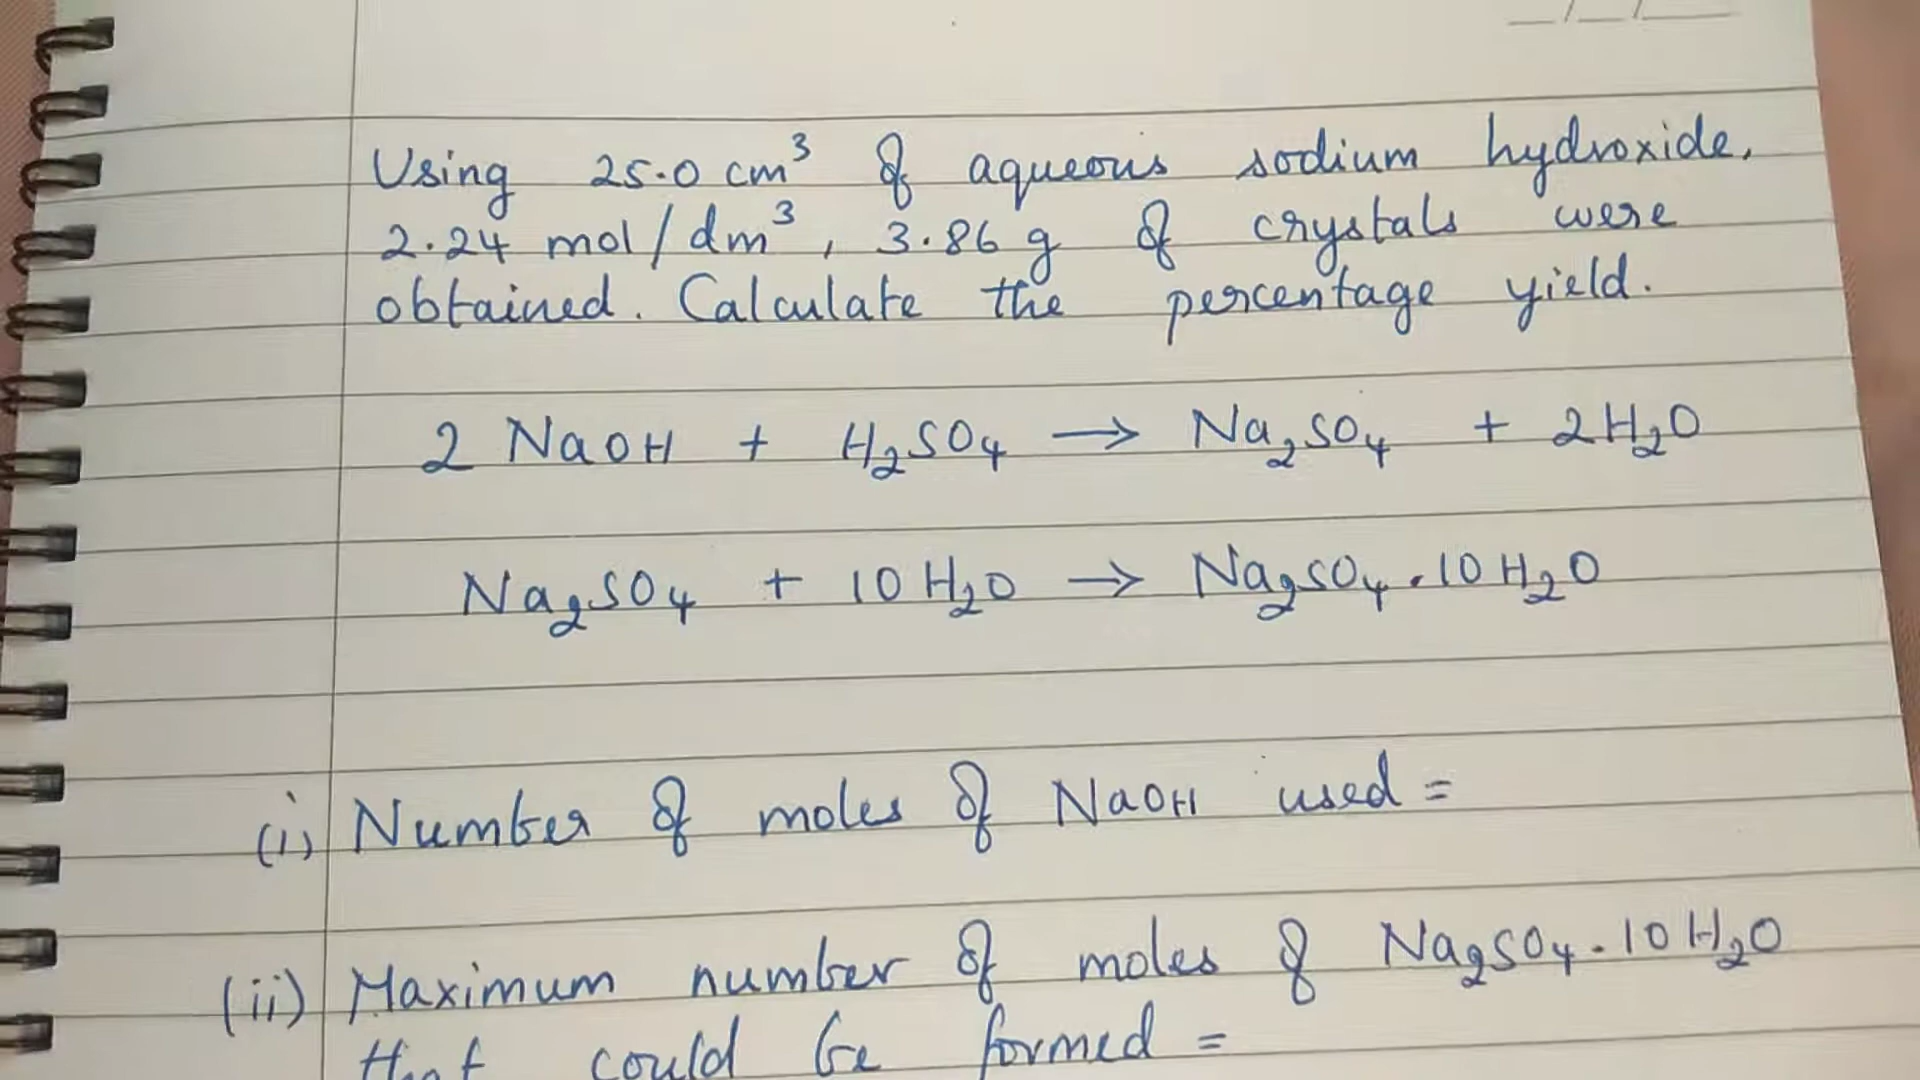 Using 25.0 cm³ of aqueous sodium hydroxide,
2.24 mol/dm³, 3.86 g of crystals were
obtained. Calculate the percentage yield.
2 NaOH + H₂SO₄ → Na₂SO₄ + 2H₂O
Na₂SO₄ + 10 H₂O → Na₂SO₄·10 H₂O
(i) Number of moles of NaOH used =
(ii) Maximum number of moles of Na₂SO₄·10 H₂O
that could be formed =